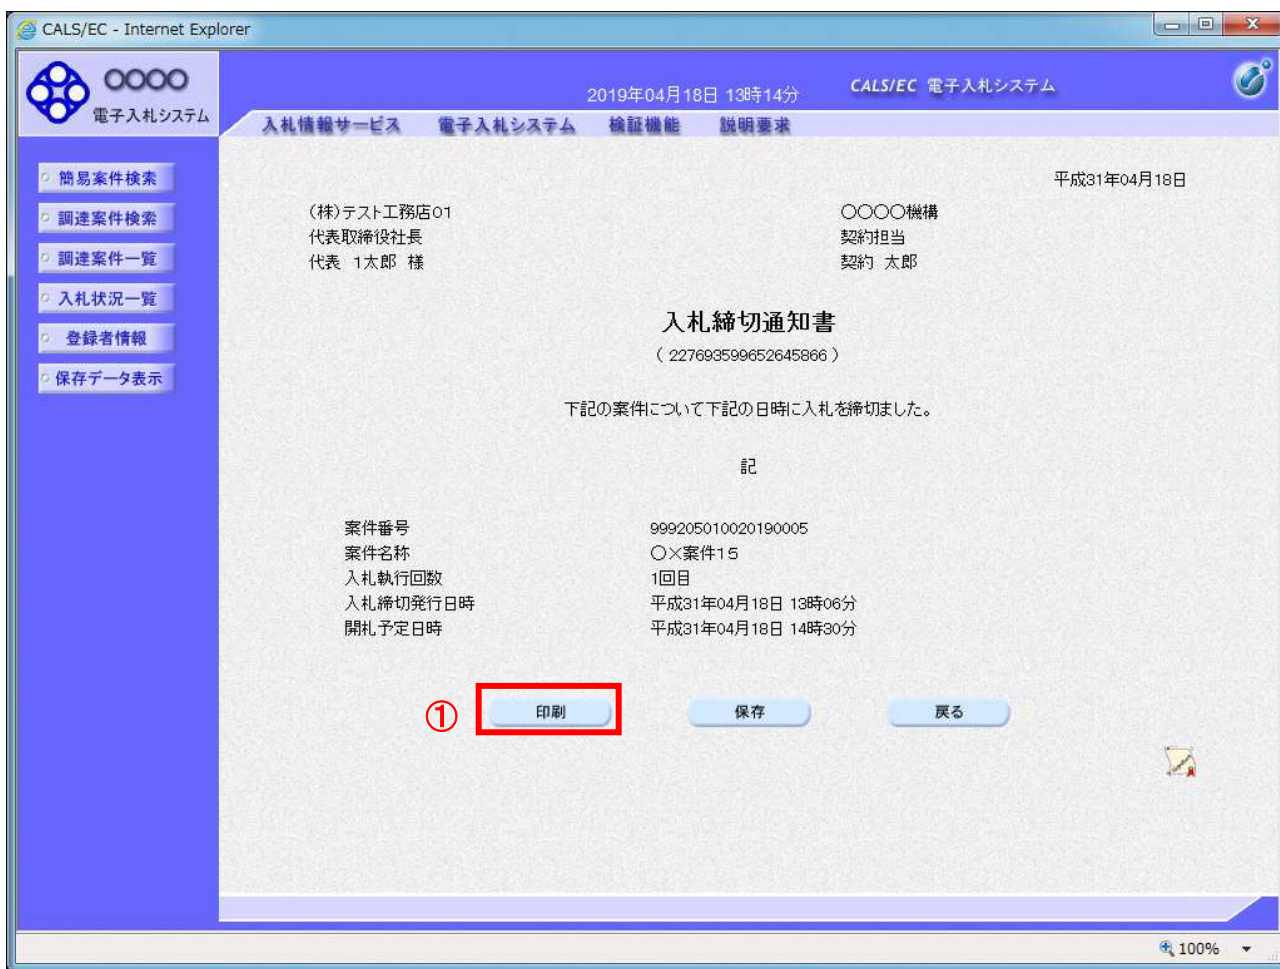 CALS/EC - Internet Explorer
〇〇〇〇
電子入札システム
2019年04月18日 13時14分
CALS/EC 電子入札システム
入札情報サービス 電子入札システム 検証機能 説明要求
簡易案件検索
調達案件検索
調達案件一覧
入札状況一覧
登録者情報
保存データ表示
平成31年04月18日
(株)テスト工務店01
代表取締役社長
代表 1太郎 様
〇〇〇〇機構
契約担当
契約 太郎
入札締切通知書
( 227693599652645866 )
下記の案件について下記の日時に入札を締切ました。
記
案件番号 999205010020190005
案件名称 〇×案件15
入札執行回数 1回目
入札締切発行日時 平成31年04月18日 13時06分
開札予定日時 平成31年04月18日 14時30分
① 印刷 保存 戻る
100%